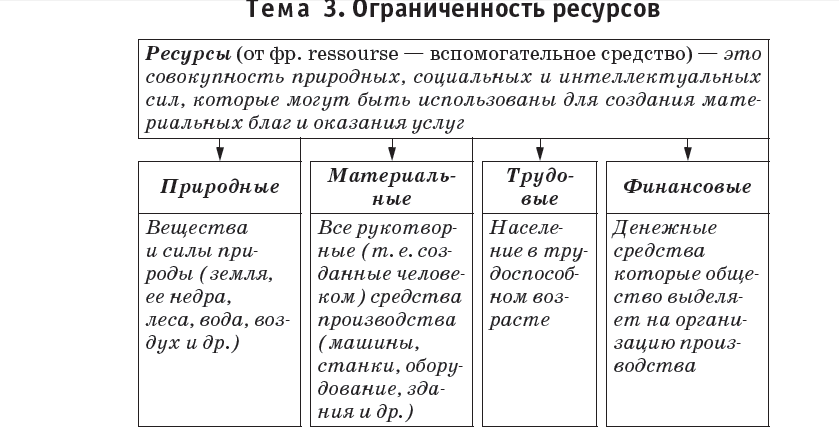 Тема 3. Ограниченность ресурсов
Ресурсы (от фр. ressourse — вспомогательное средство) — это
совокупность природных, социальных и интеллектуальных
сил, которые могут быть использованы для создания мате-
риальных благ и оказания услуг
Природные
Вещества
и силы при-
роды (земля,
ее недра,
леса, вода, воз-
дух и др.)
Материаль-
ные
Все рукотвор-
ные (т. е. соз-
данные челове-
ком) средства
производства
(машины,
станки, обору-
дование, зда-
ния и др.)
Трудо-
вые
Населе-
ние в тру-
доспособ-
ном воз-
расте
Финансовые
Денежные
средства
которые обще-
ство выделя-
ет на органи-
зацию произ-
водства